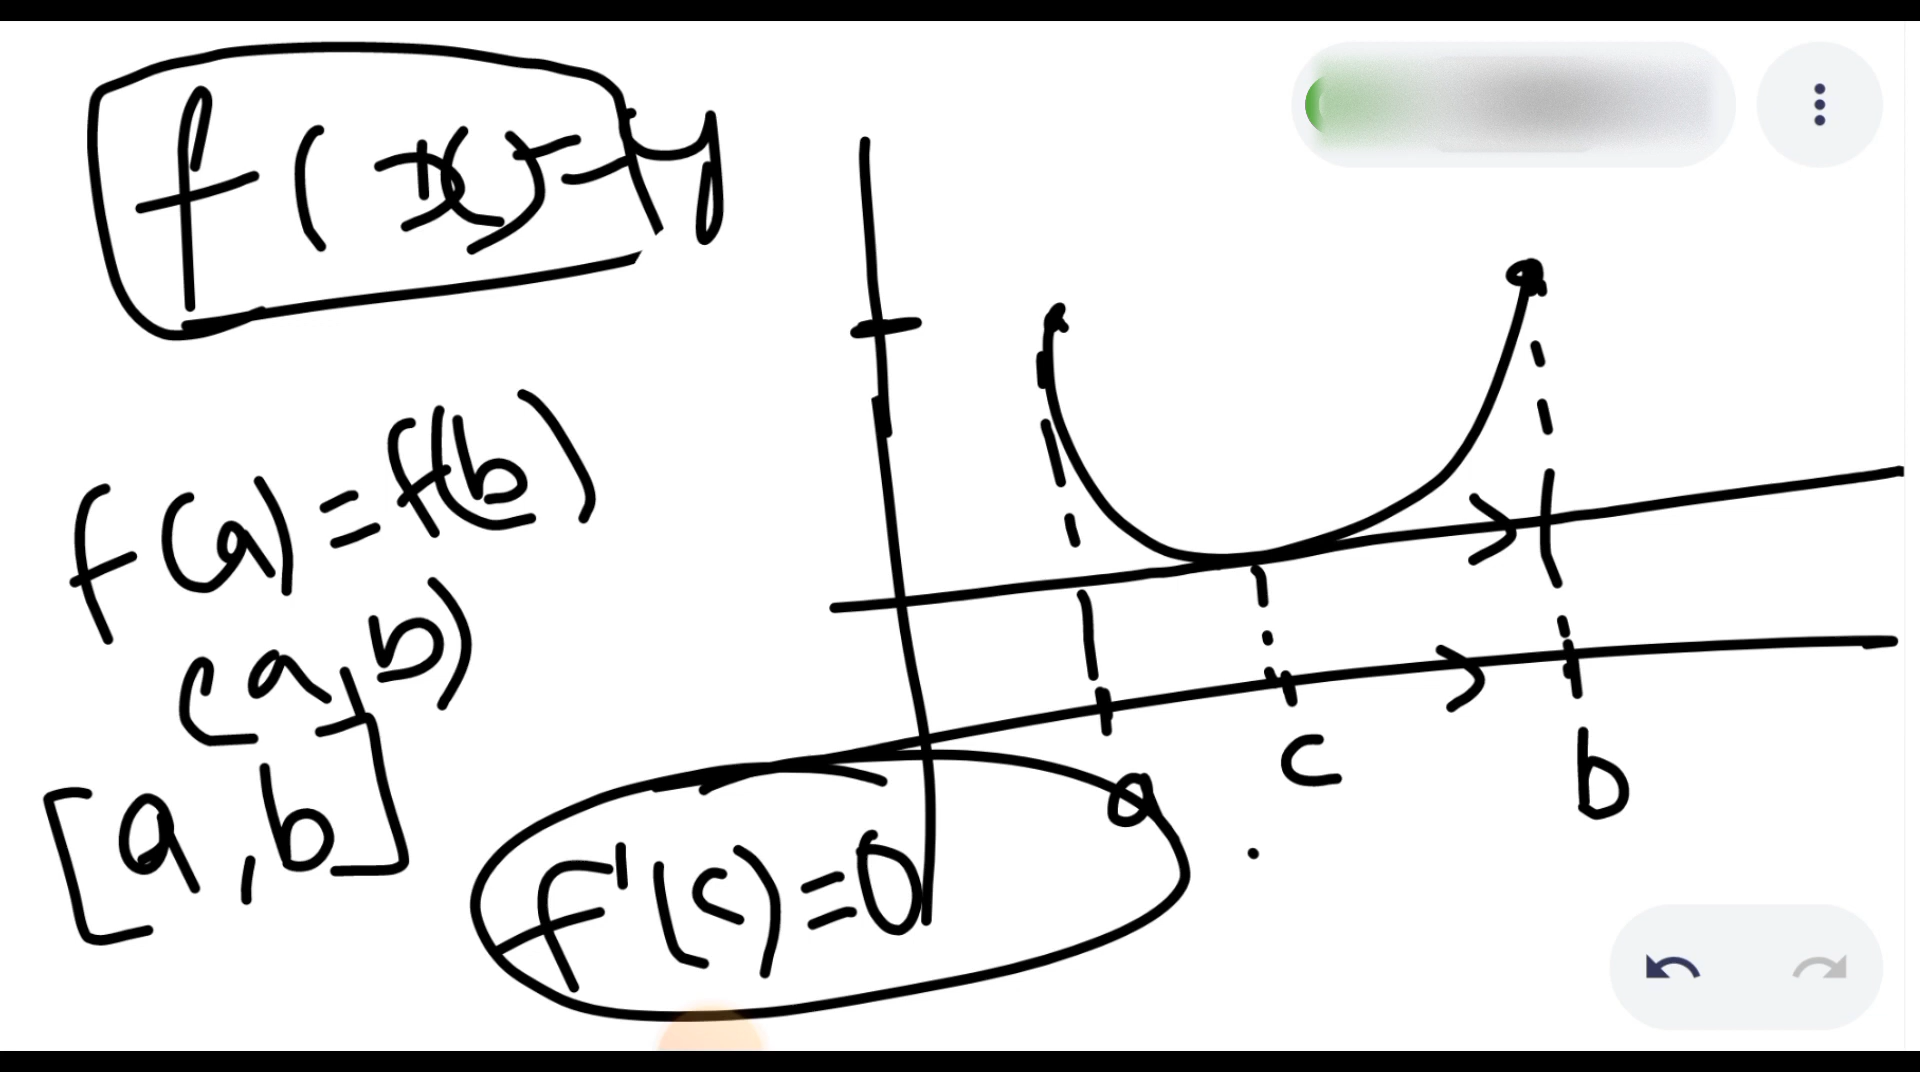 f(x)=y
f(a)=f(b)
(a,b)
[a,b]
f'(c)=0
a
c
b